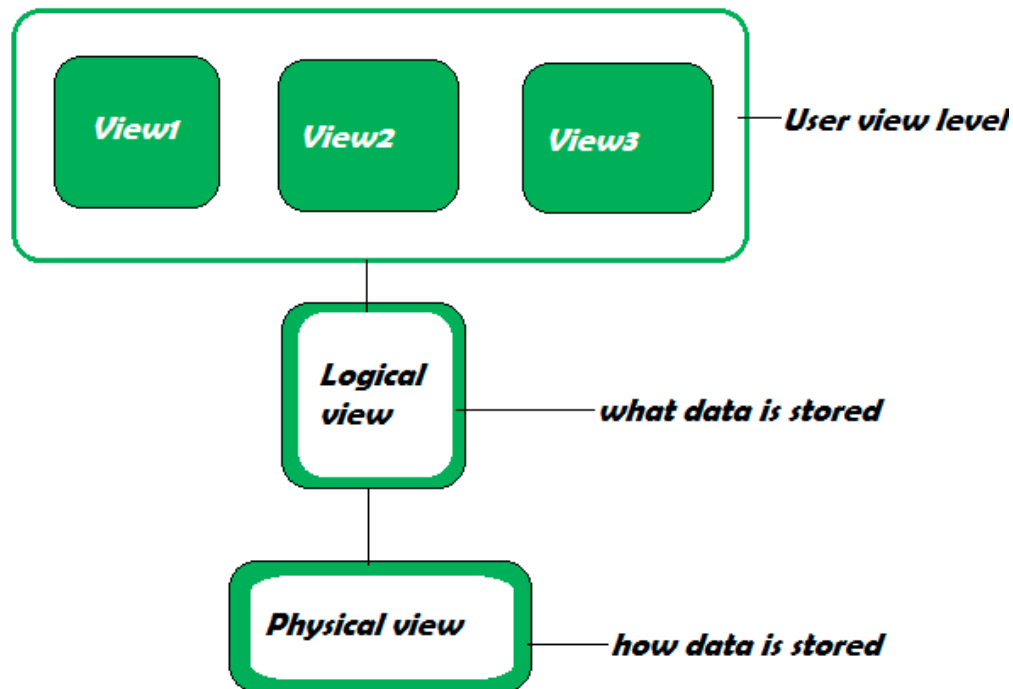 View1
View2
View3
User view level
Logical
view
what data is stored
Physical view
how data is stored